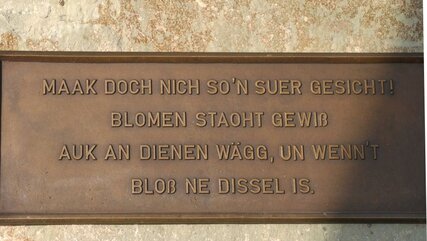 MAAK DOCH NICH SO'N SUER GESICHT!
BLOMEN STAOHT GEWIß
AUK AN DIENEN WÄGG, UN WENN'T
BLOß NE DISSEL IS.